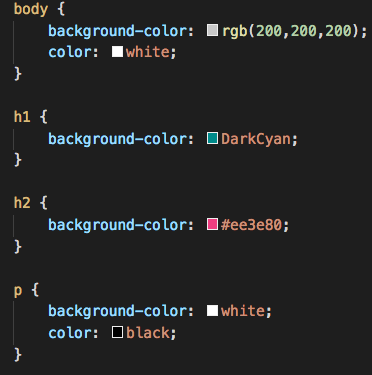 body {
    background-color: rgb(200,200,200);
    color: white;
}

h1 {
    background-color: DarkCyan;
}

h2 {
    background-color: #ee3e80;
}

p {
    background-color: white;
    color: black;
}